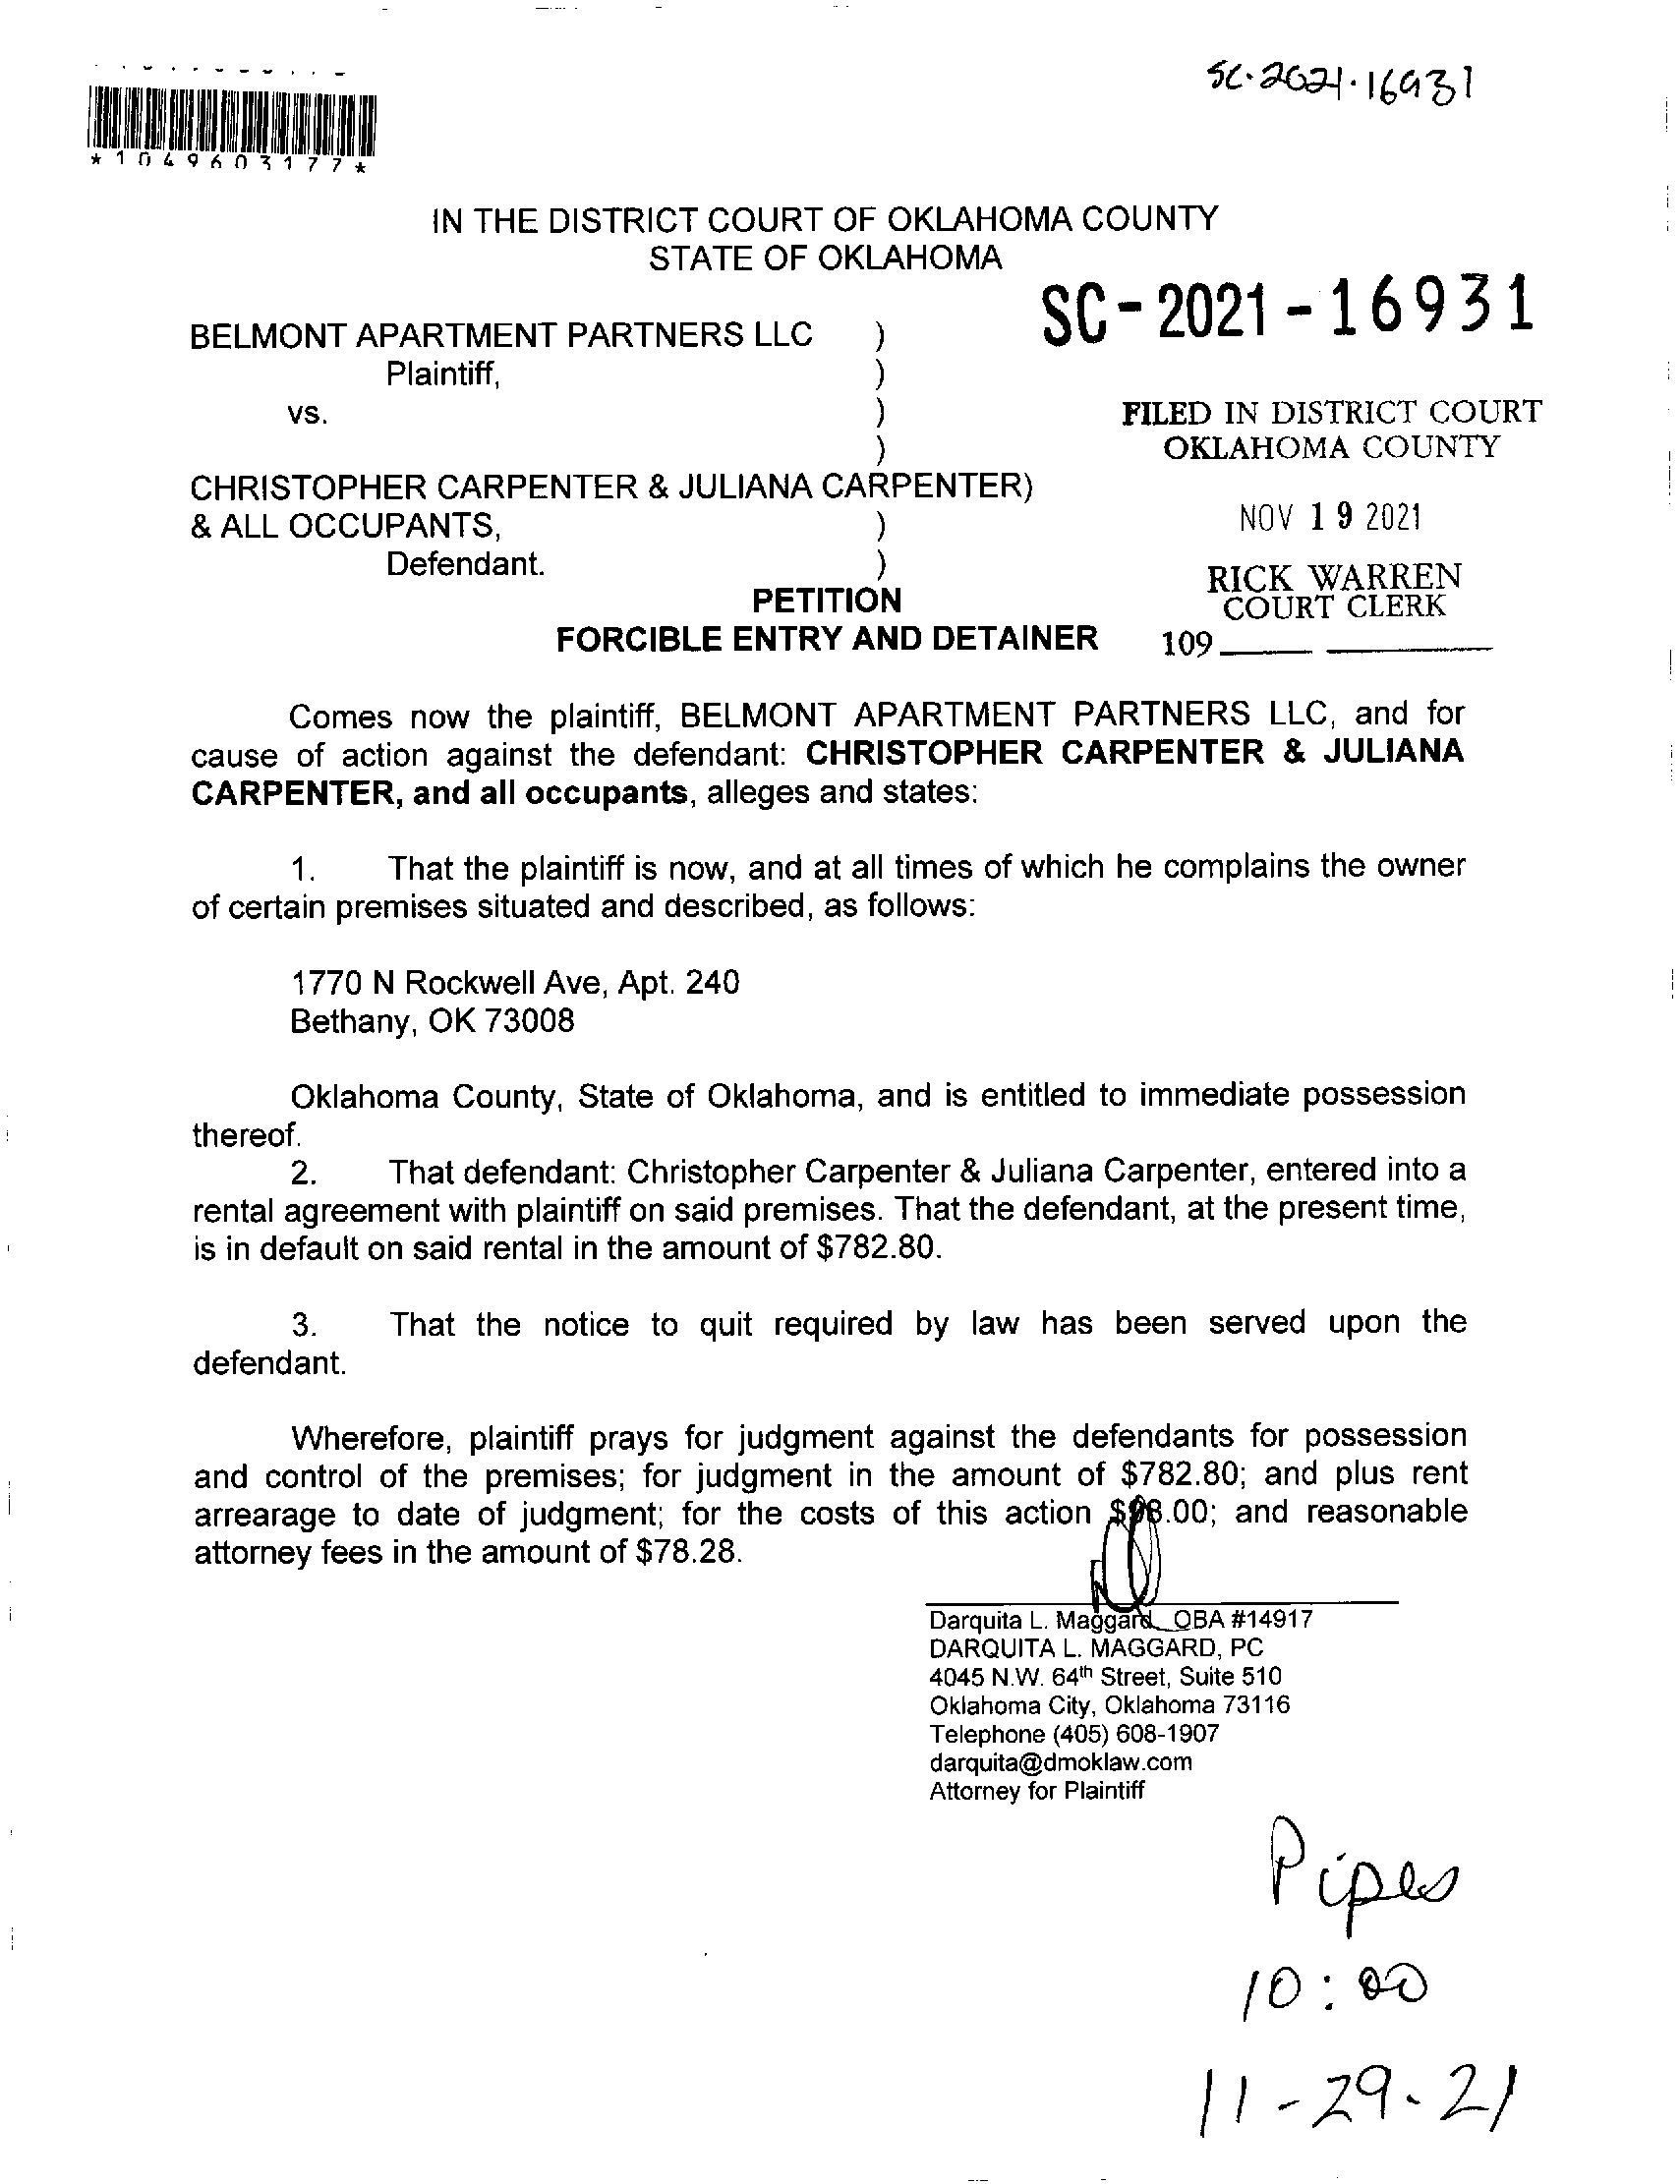 SC-2021-16931
*1049603177*
IN THE DISTRICT COURT OF OKLAHOMA COUNTY
STATE OF OKLAHOMA
SC-2021-16931
BELMONT APARTMENT PARTNERS LLC )
Plaintiff, )
vs. )
)
CHRISTOPHER CARPENTER & JULIANA CARPENTER)
& ALL OCCUPANTS, )
Defendant. )
FILED IN DISTRICT COURT
OKLAHOMA COUNTY
NOV 19 2021
RICK WARREN
COURT CLERK
109
PETITION
FORCIBLE ENTRY AND DETAINER
Comes now the plaintiff, BELMONT APARTMENT PARTNERS LLC, and for
cause of action against the defendant: CHRISTOPHER CARPENTER & JULIANA
CARPENTER, and all occupants, alleges and states:
1. That the plaintiff is now, and at all times of which he complains the owner
of certain premises situated and described, as follows:
1770 N Rockwell Ave, Apt. 240
Bethany, OK 73008
Oklahoma County, State of Oklahoma, and is entitled to immediate possession
thereof.
2. That defendant: Christopher Carpenter & Juliana Carpenter, entered into a
rental agreement with plaintiff on said premises. That the defendant, at the present time,
is in default on said rental in the amount of $782.80.
3. That the notice to quit required by law has been served upon the
defendant.
Wherefore, plaintiff prays for judgment against the defendants for possession
and control of the premises; for judgment in the amount of $782.80; and plus rent
arrearage to date of judgment; for the costs of this action and reasonable
attorney fees in the amount of $78.28.
Darquita L. Maggard OBA #14917
DARQUITA L. MAGGARD, PC
4045 N.W. 64th Street, Suite 510
Oklahoma City, Oklahoma 73116
Telephone (405) 608-1907
darquita@dmoklaw.com
Attorney for Plaintiff
Pipes
10:00
11-29-21